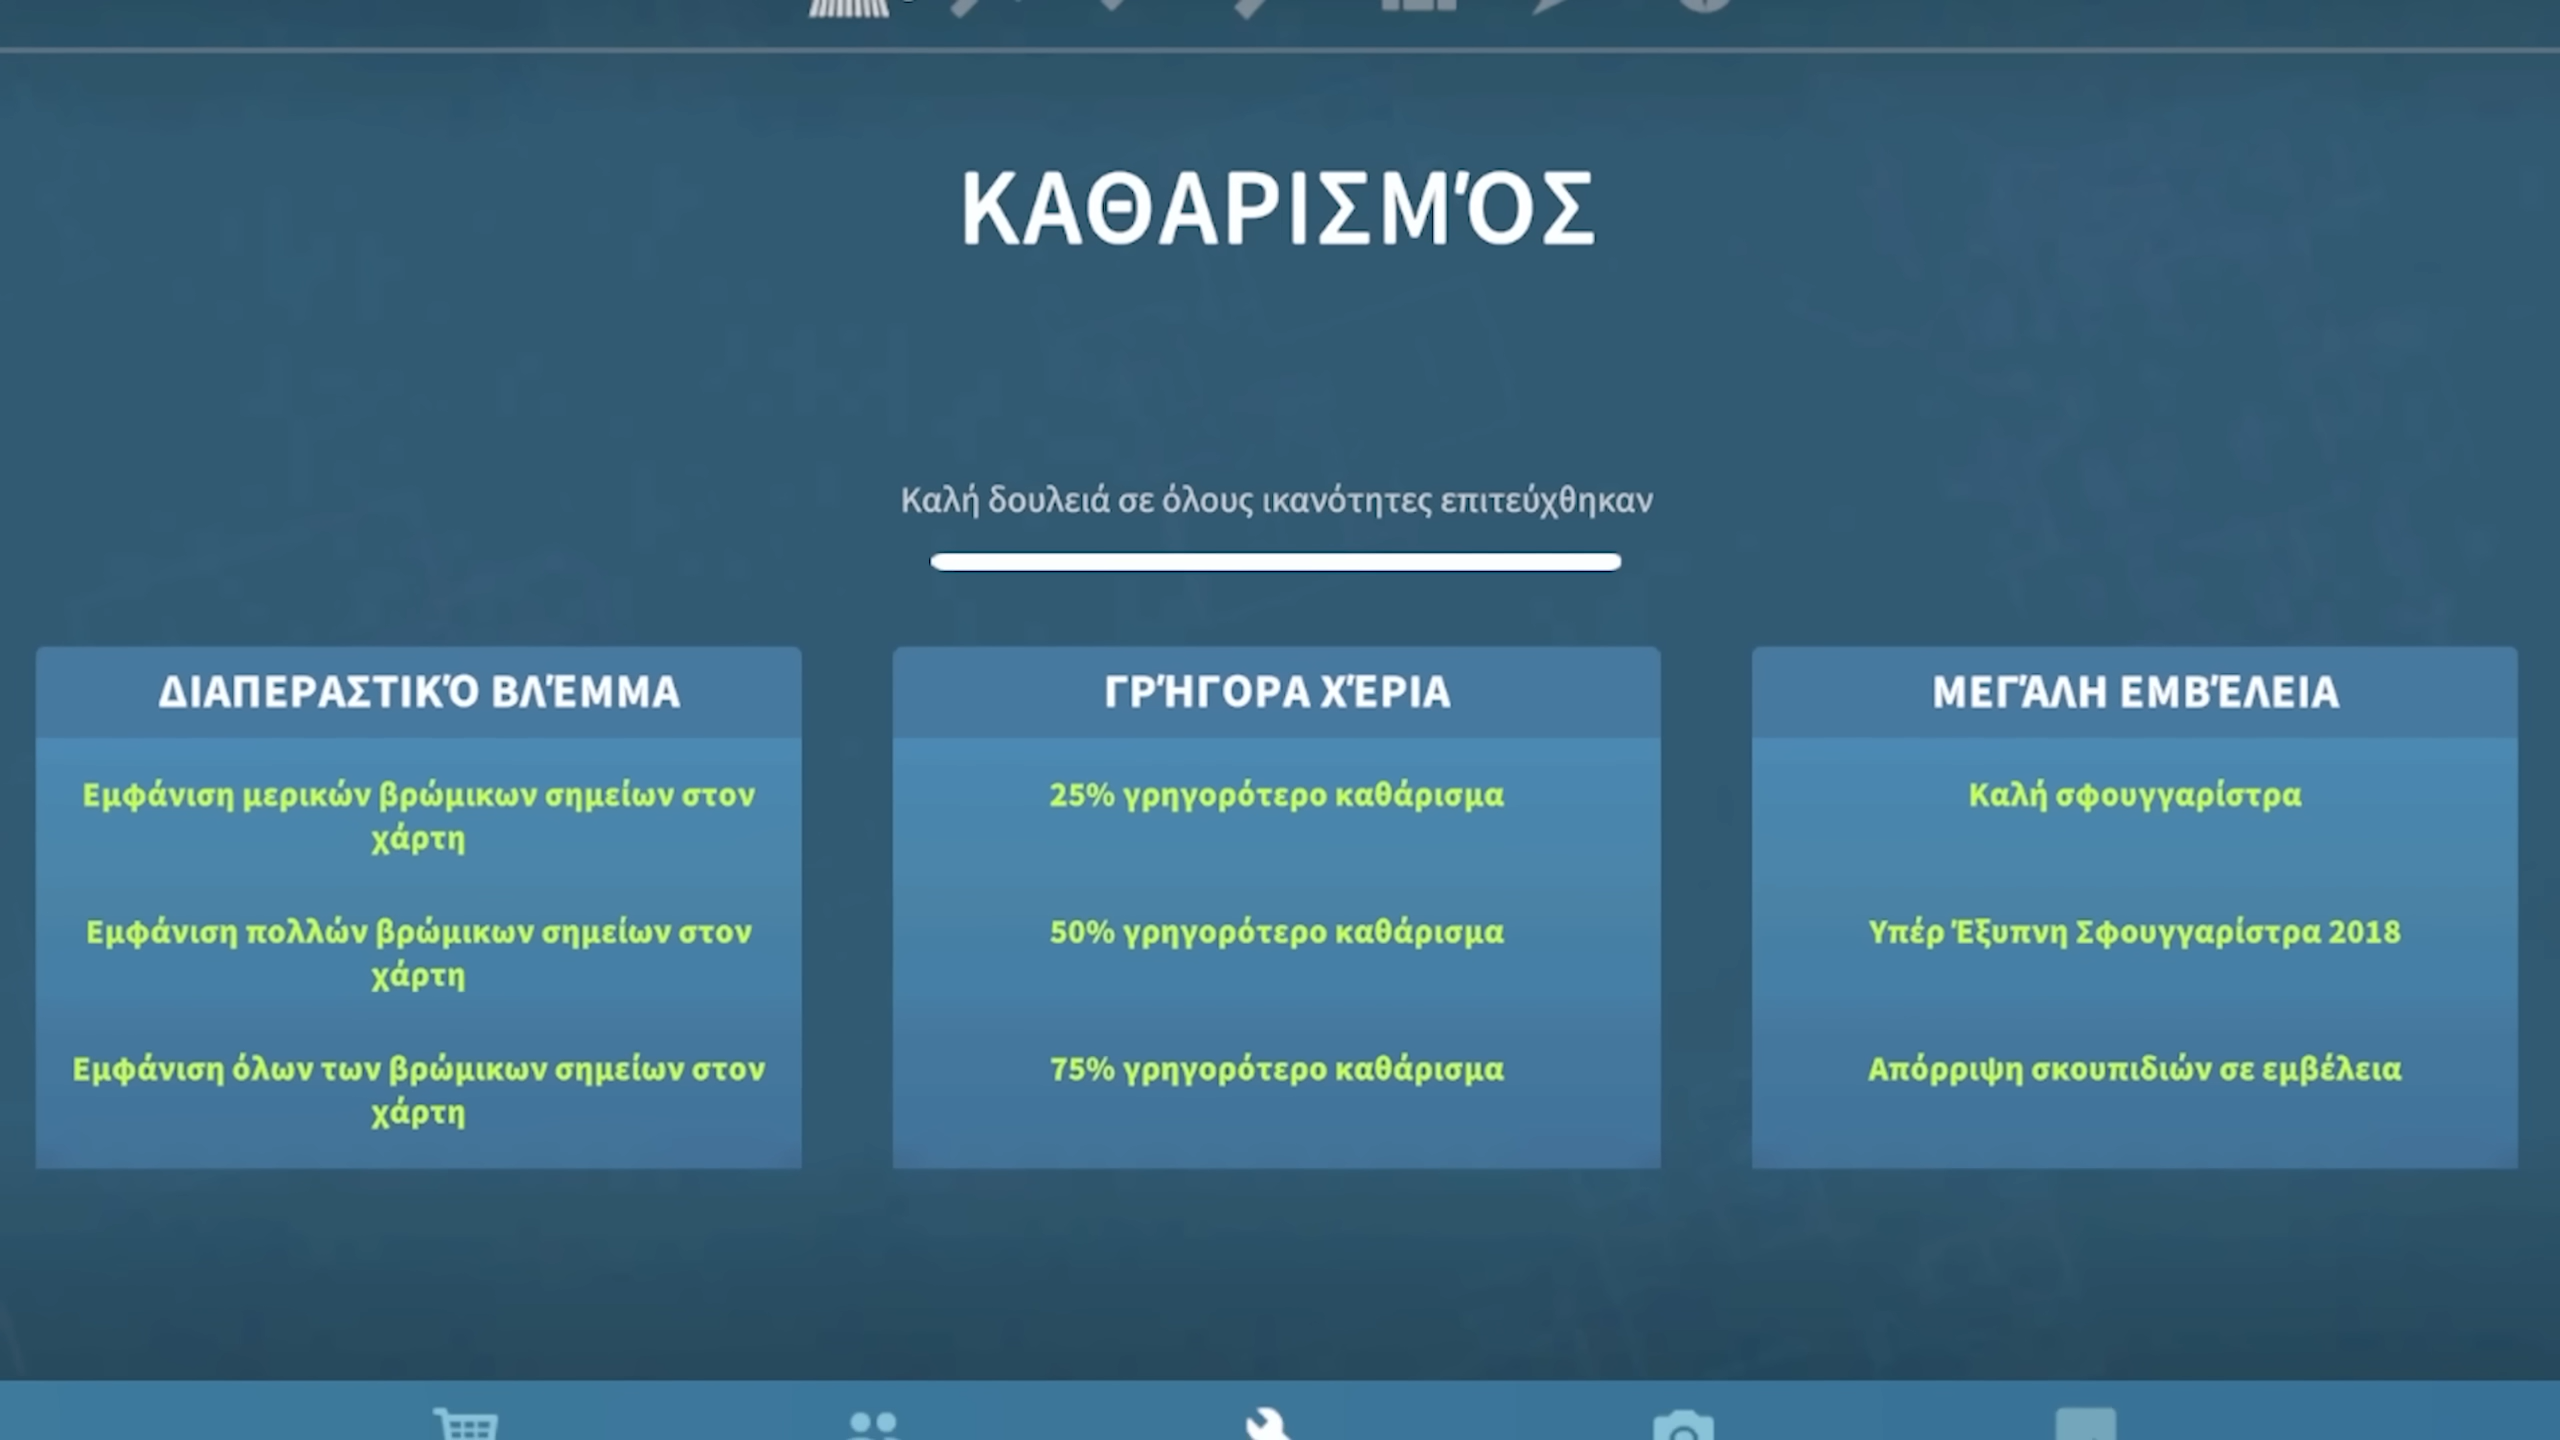 ΚΑΘΑΡΙΣΜΌΣ
Καλή δουλειά σε όλους ικανότητες επιτεύχθηκαν
ΔΙΑΠΕΡΑΣΤΙΚΌ ΒΛΈΜΜΑ
Εμφάνιση μερικών βρώμικων σημείων στον
χάρτη
Εμφάνιση πολλών βρώμικων σημείων στον
χάρτη
Εμφάνιση όλων των βρώμικων σημείων στον
χάρτη
ΓΡΉΓΟΡΑ ΧΈΡΙΑ
25% γρηγορότερο καθάρισμα
50% γρηγορότερο καθάρισμα
75% γρηγορότερο καθάρισμα
ΜΕΓΆΛΗ ΕΜΒΈΛΕΙΑ
Καλή σφουγγαρίστρα
Υπέρ Έξυπνη Σφουγγαρίστρα 2018
Απόρριψη σκουπιδιών σε εμβέλεια